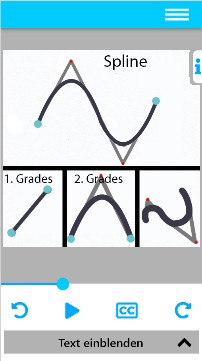 Spline
1. Grades
2. Grades
CC
Text einblenden